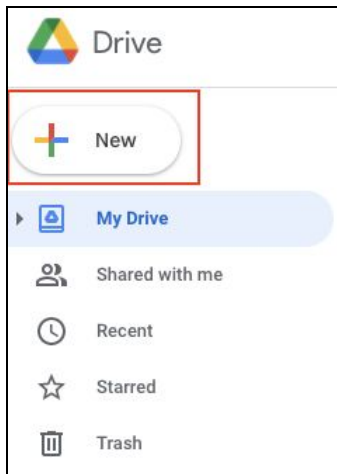 Drive
New
My Drive
Shared with me
Recent
Starred
Trash